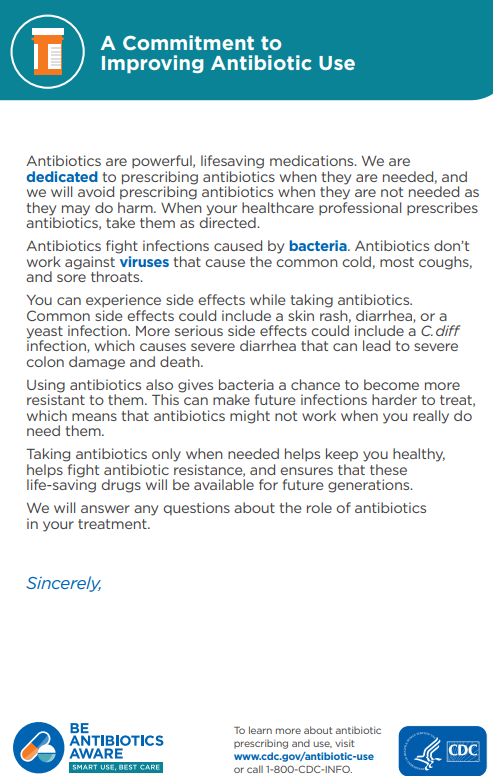 A Commitment to
Improving Antibiotic Use
Antibiotics are powerful, lifesaving medications. We are
dedicated to prescribing antibiotics when they are needed, and
we will avoid prescribing antibiotics when they are not needed as
they may do harm. When your healthcare professional prescribes
antibiotics, take them as directed.
Antibiotics fight infections caused by bacteria. Antibiotics don't
work against viruses that cause the common cold, most coughs,
and sore throats.
You can experience side effects while taking antibiotics.
Common side effects could include a skin rash, diarrhea, or a
yeast infection. More serious side effects could include a C. diff
infection, which causes severe diarrhea that can lead to severe
colon damage and death.
Using antibiotics also gives bacteria a chance to become more
resistant to them. This can make future infections harder to treat,
which means that antibiotics might not work when you really do
need them.
Taking antibiotics only when needed helps keep you healthy,
helps fight antibiotic resistance, and ensures that these
life-saving drugs will be available for future generations.
We will answer any questions about the role of antibiotics
in your treatment.
Sincerely,
BE
ANTIBIOTICS
AWARE
SMART USE, BEST CARE
To learn more about antibiotic
prescribing and use, visit
www.cdc.gov/antibiotic-use
or call 1-800-CDC-INFO.
CDC